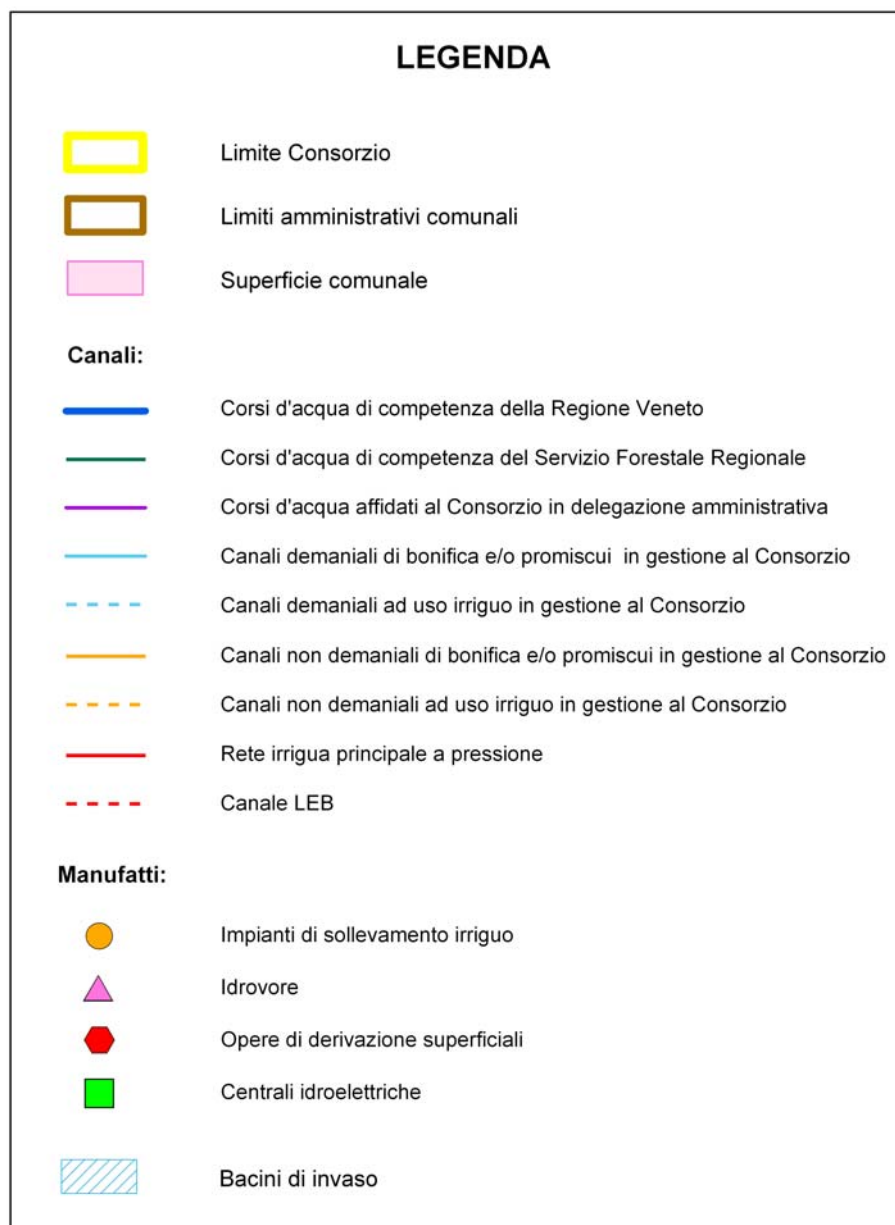 LEGENDA
Limite Consorzio
Limiti amministrativi comunali
Superficie comunale
Canali:
Corsi d'acqua di competenza della Regione Veneto
Corsi d'acqua di competenza del Servizio Forestale Regionale
Corsi d'acqua affidati al Consorzio in delegazione amministrativa
Canali demaniali di bonifica e/o promiscui in gestione al Consorzio
Canali demaniali ad uso irriguo in gestione al Consorzio
Canali non demaniali di bonifica e/o promiscui in gestione al Consorzio
Canali non demaniali ad uso irriguo in gestione al Consorzio
Rete irrigua principale a pressione
Canale LEB
Manufatti:
Impianti di sollevamento irriguo
Idrovore
Opere di derivazione superficiali
Centrali idroelettriche
Bacini di invaso